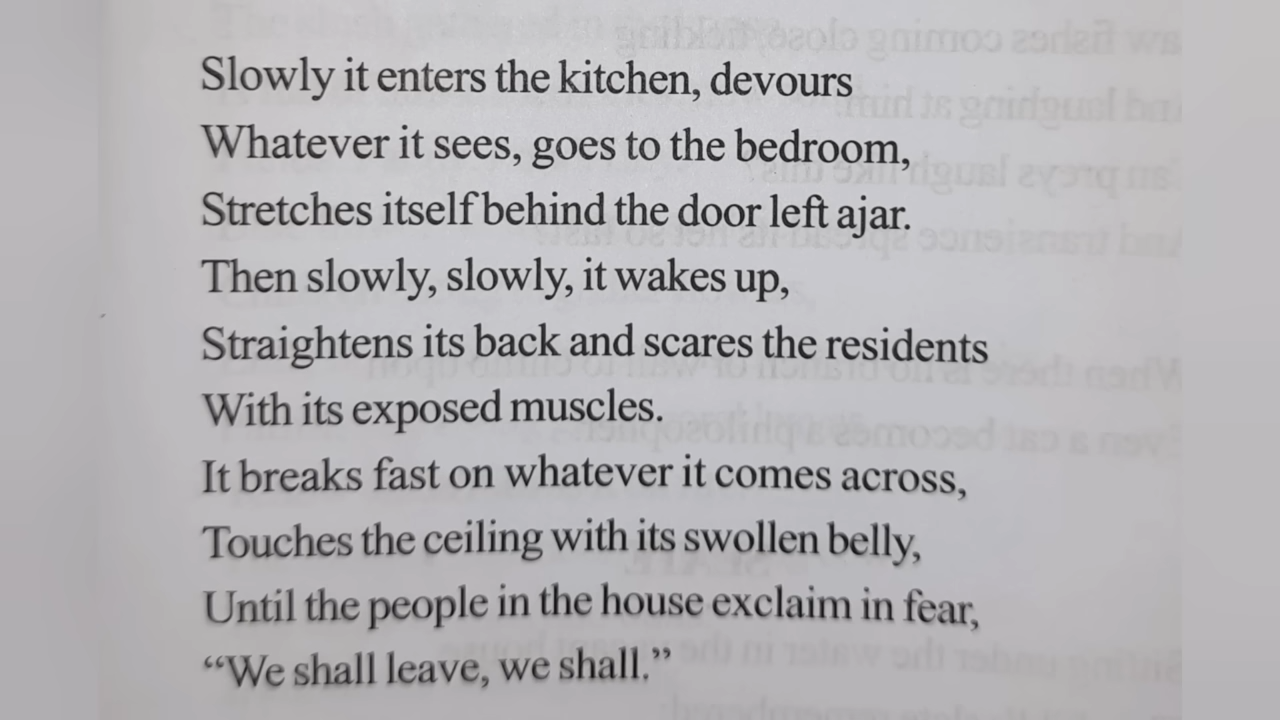 Slowly it enters the kitchen, devours
Whatever it sees, goes to the bedroom,
Stretches itself behind the door left ajar.
Then slowly, slowly, it wakes up,
Straightens its back and scares the residents
With its exposed muscles.
It breaks fast on whatever it comes across,
Touches the ceiling with its swollen belly,
Until the people in the house exclaim in fear,
“We shall leave, we shall.”